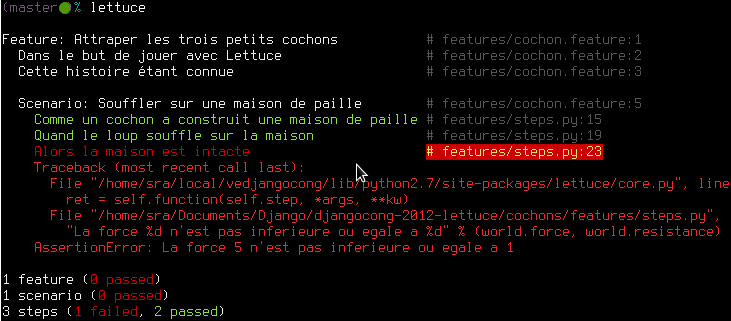 (master●% lettuce
Feature: Attraper les trois petits cochons # features/cochon.feature:1
Dans le but de jouer avec Lettuce # features/cochon.feature:2
Cette histoire étant connue # features/cochon.feature:3
Scenario: Souffler sur une maison de paille # features/cochon.feature:5
Comme un cochon a construit une maison de paille # features/steps.py:15
Quand le loup souffle sur la maison # features/steps.py:19
Alors la maison est intacte # features/steps.py:23
Traceback (most recent call last):
File "/home/sra/local/vedjangocong/lib/python2.7/site-packages/lettuce/core.py", line
ret = self.function(self.step, *args, **kw)
File "/home/sra/Documents/Django/djangocong-2012-lettuce/cochons/features/steps.py",
"La force %d n'est pas inferieure ou egale a %d" % (world.force, world.resistance)
AssertionError: La force 5 n'est pas inferieure ou egale a 1
1 feature (0 passed)
1 scenario (0 passed)
3 steps (1 failed, 2 passed)